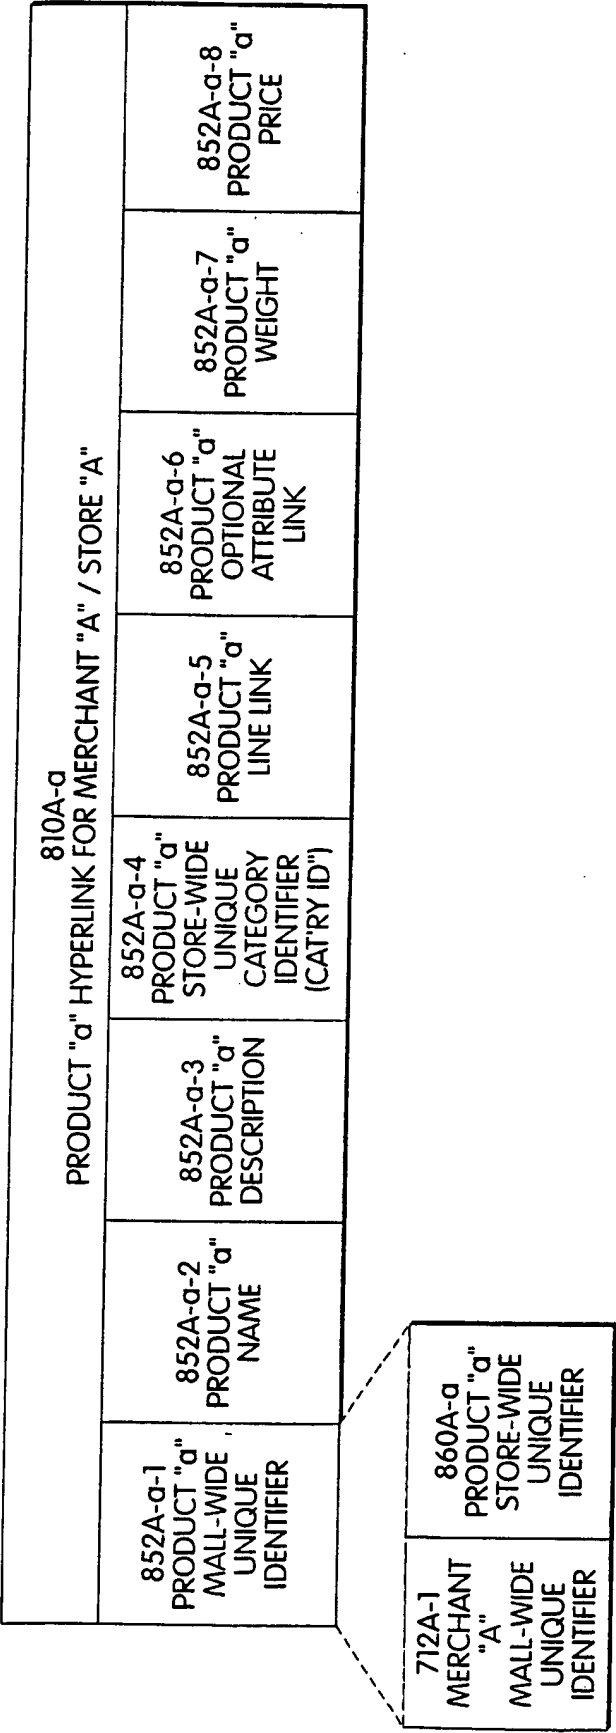 810A-a
PRODUCT "a" HYPERLINK FOR MERCHANT "A" / STORE "A"
852A-a-1
PRODUCT "a"
MALL-WIDE
UNIQUE
IDENTIFIER
852A-a-2
PRODUCT "a"
NAME
852A-a-3
PRODUCT "a"
DESCRIPTION
852A-a-4
PRODUCT "a"
STORE-WIDE
UNIQUE
CATEGORY
IDENTIFIER
(CAT'RY ID")
852A-a-5
PRODUCT "a"
LINE LINK
852A-a-6
PRODUCT "a"
OPTIONAL
ATTRIBUTE
LINK
852A-a-7
PRODUCT "a"
WEIGHT
852A-a-8
PRODUCT "a"
PRICE
712A-1
MERCHANT
"A"
MALL-WIDE
UNIQUE
IDENTIFIER
860A-a
PRODUCT "a"
STORE-WIDE
UNIQUE
IDENTIFIER